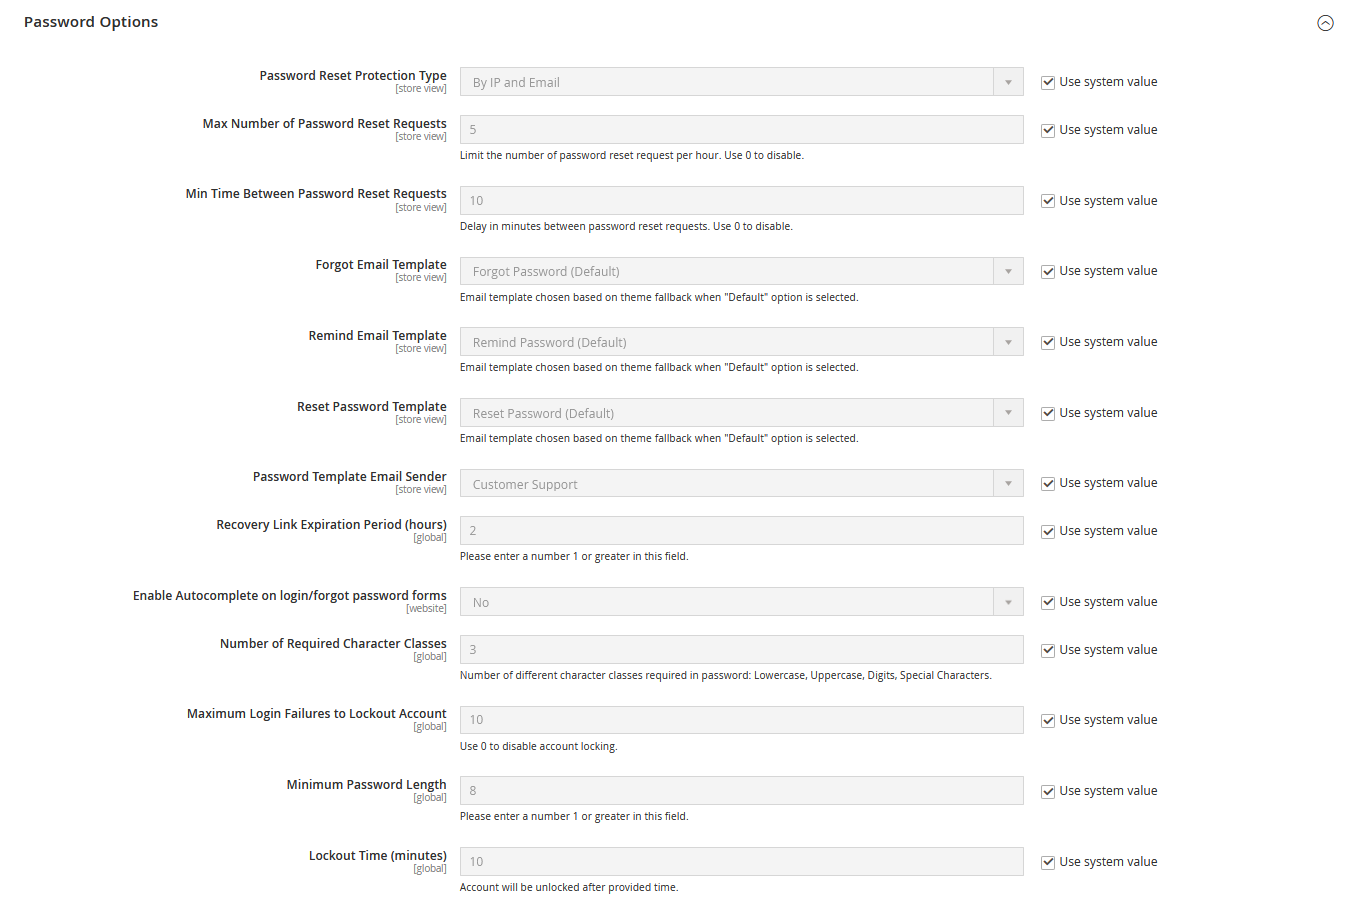 Password Options
Password Reset Protection Type
[store view]
By IP and Email
Use system value
Max Number of Password Reset Requests
[store view]
5
Use system value
Limit the number of password reset request per hour. Use 0 to disable.
Min Time Between Password Reset Requests
[store view]
10
Use system value
Delay in minutes between password reset requests. Use 0 to disable.
Forgot Email Template
[store view]
Forgot Password (Default)
Use system value
Email template chosen based on theme fallback when "Default" option is selected.
Remind Email Template
[store view]
Remind Password (Default)
Use system value
Email template chosen based on theme fallback when "Default" option is selected.
Reset Password Template
[store view]
Reset Password (Default)
Use system value
Email template chosen based on theme fallback when "Default" option is selected.
Password Template Email Sender
[store view]
Customer Support
Use system value
Recovery Link Expiration Period (hours)
[global]
2
Use system value
Please enter a number 1 or greater in this field.
Enable Autocomplete on login/forgot password forms
[website]
No
Use system value
Number of Required Character Classes
[global]
3
Use system value
Number of different character classes required in password: Lowercase, Uppercase, Digits, Special Characters.
Maximum Login Failures to Lockout Account
[global]
10
Use system value
Use 0 to disable account locking.
Minimum Password Length
[global]
8
Use system value
Please enter a number 1 or greater in this field.
Lockout Time (minutes)
[global]
10
Use system value
Account will be unlocked after provided time.